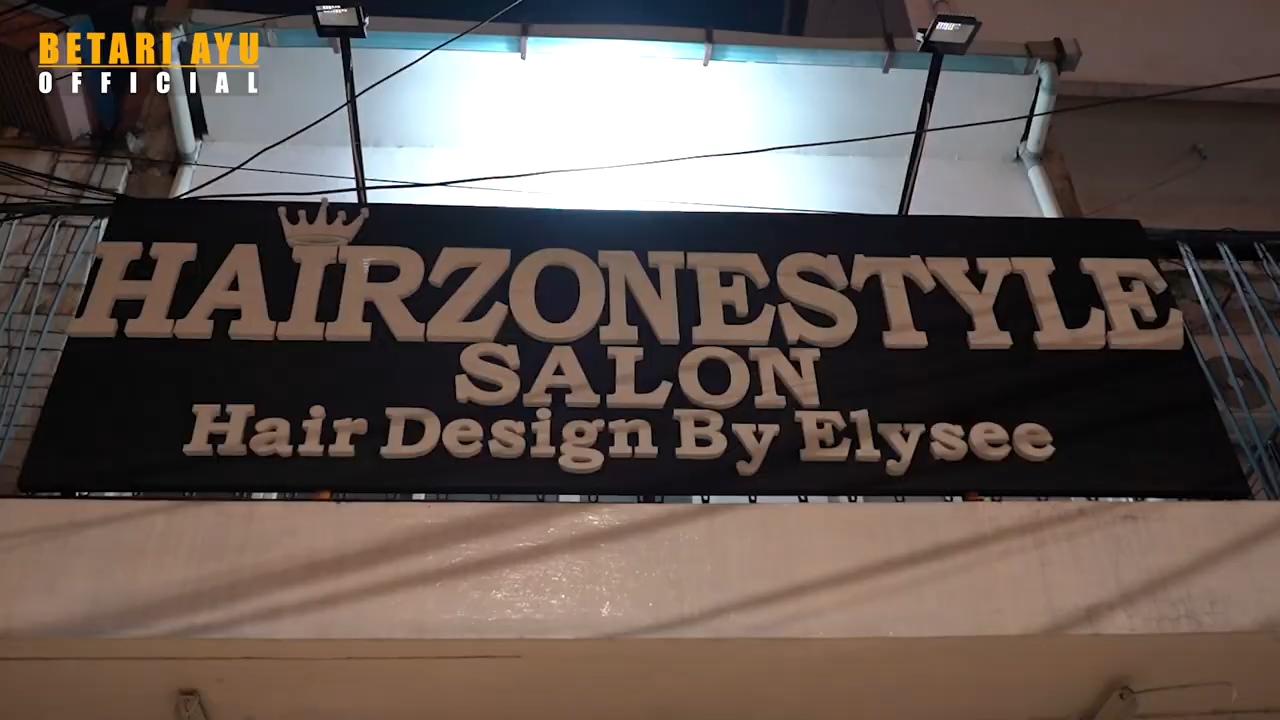 BETARI AYU
OFFICIAL
HAIRZONESTYLE
SALON
Hair Design By Elysee